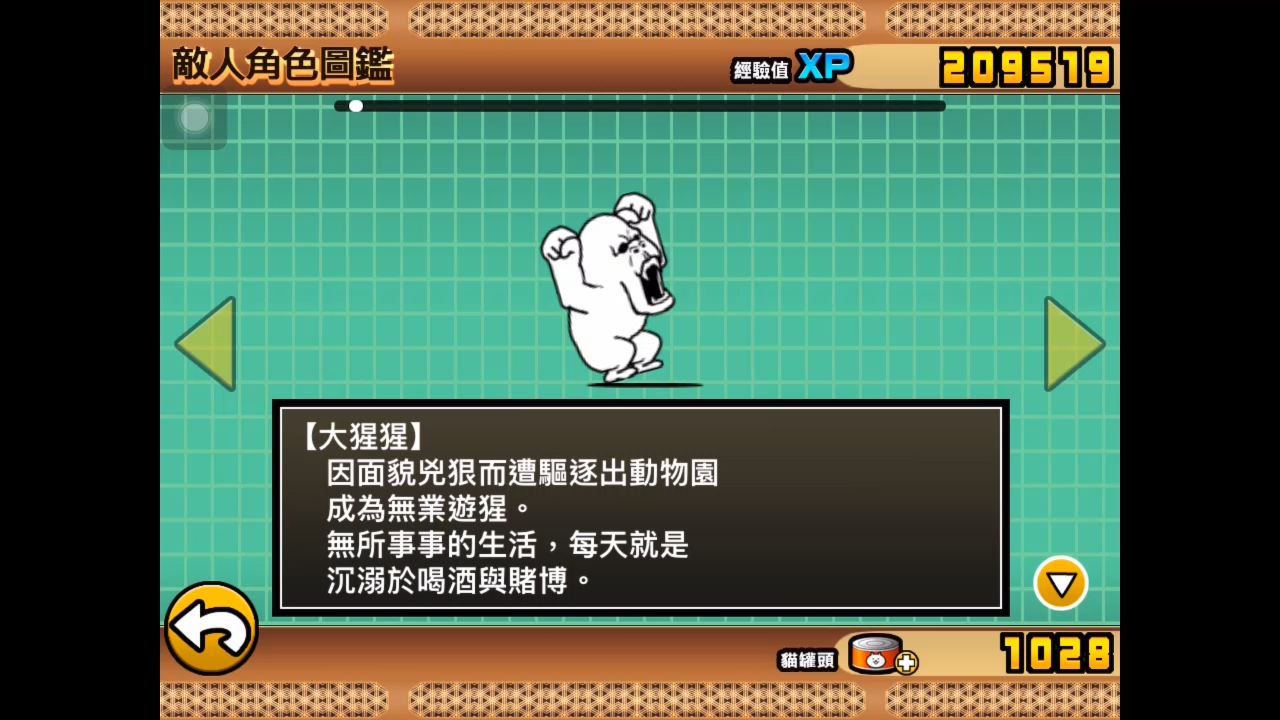 敵人角色圖鑑
經驗值 XP 209519
【大猩猩】
因面貌兇狠而遭驅逐出動物園
成為無業遊猩。
無所事事的生活，每天就是
沉溺於喝酒與賭博。
貓罐頭 1028